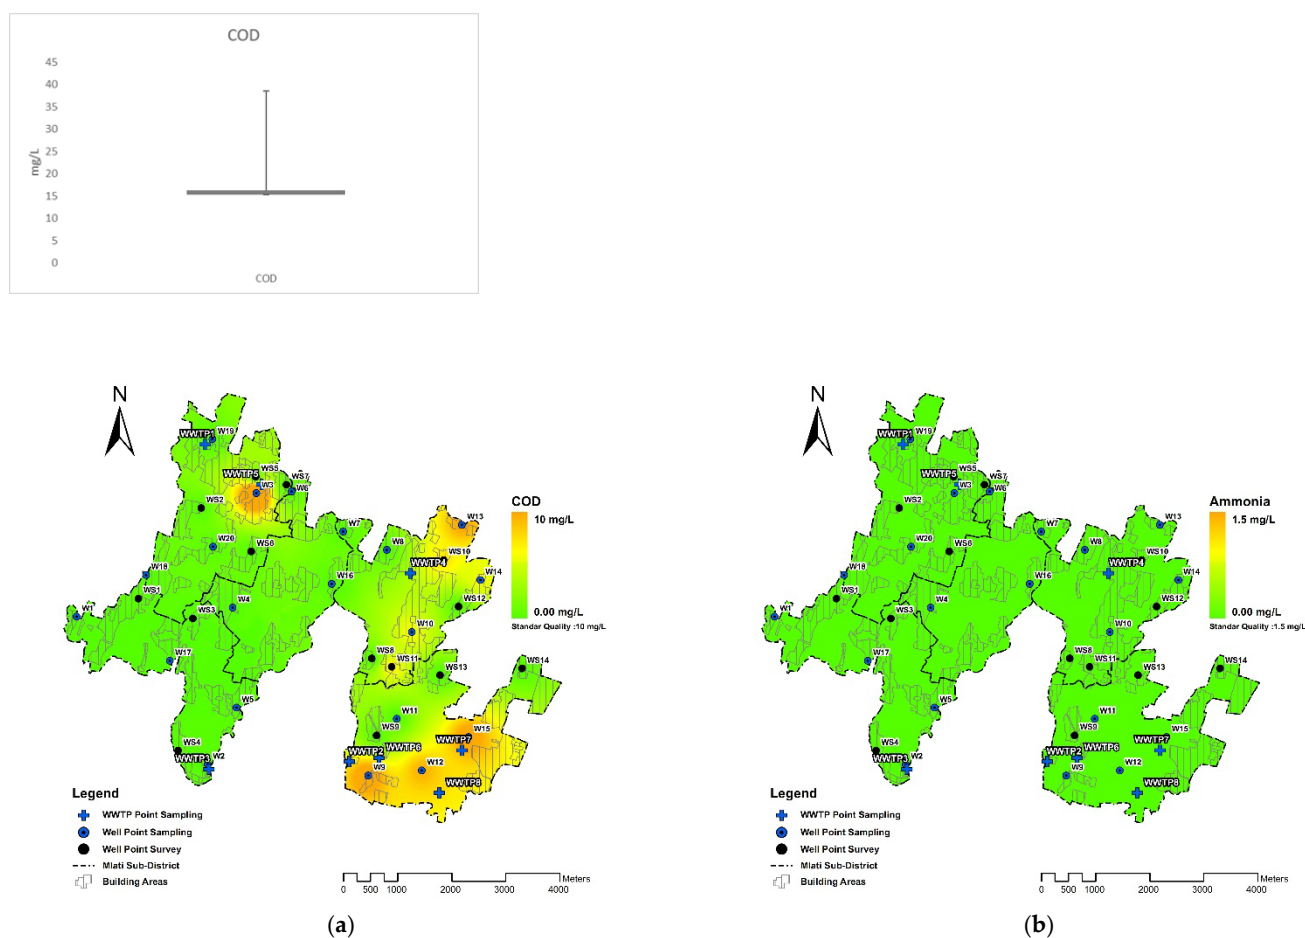 COD
45
40
35
30
25
20
15
10
5
0
mg/L
COD
N
WWTP1
W19
WWTP5
WS5
W3
WS7
W6
WS2
W20
WS6
W7
W8
W13
WS10
WWTP4
W14
WS12
W18
WS1
W1
WS3
W4
W16
W10
W17
WS8
WS11
WS13
WS14
W5
W11
WS9
W15
WWTP7
WS4
WWTP3
W2
WWTP2
WWTP6
W9
W12
WWTP8
COD
10 mg/L
0.00 mg/L
Standar Quality :10 mg/L
Legend
WWTP Point Sampling
Well Point Sampling
Well Point Survey
Mlati Sub-District
Building Areas
0 500 1000 2000 3000 4000 Meters
(a)
N
WWTP1
W19
WWTP5
WS5
W3
WS7
W6
WS2
W20
WS6
W7
W8
W13
WS10
WWTP4
W14
WS12
W18
WS1
W1
WS3
W4
W16
W10
W17
WS8
WS11
WS13
WS14
W5
W11
WS9
W15
WWTP7
WS4
WWTP3
W2
WWTP2
WWTP6
W9
W12
WWTP8
Ammonia
1.5 mg/L
0.00 mg/L
Standar Quality :1.5 mg/L
Legend
WWTP Point Sampling
Well Point Sampling
Well Point Survey
Mlati Sub-District
Building Areas
0 500 1000 2000 3000 4000 Meters
(b)